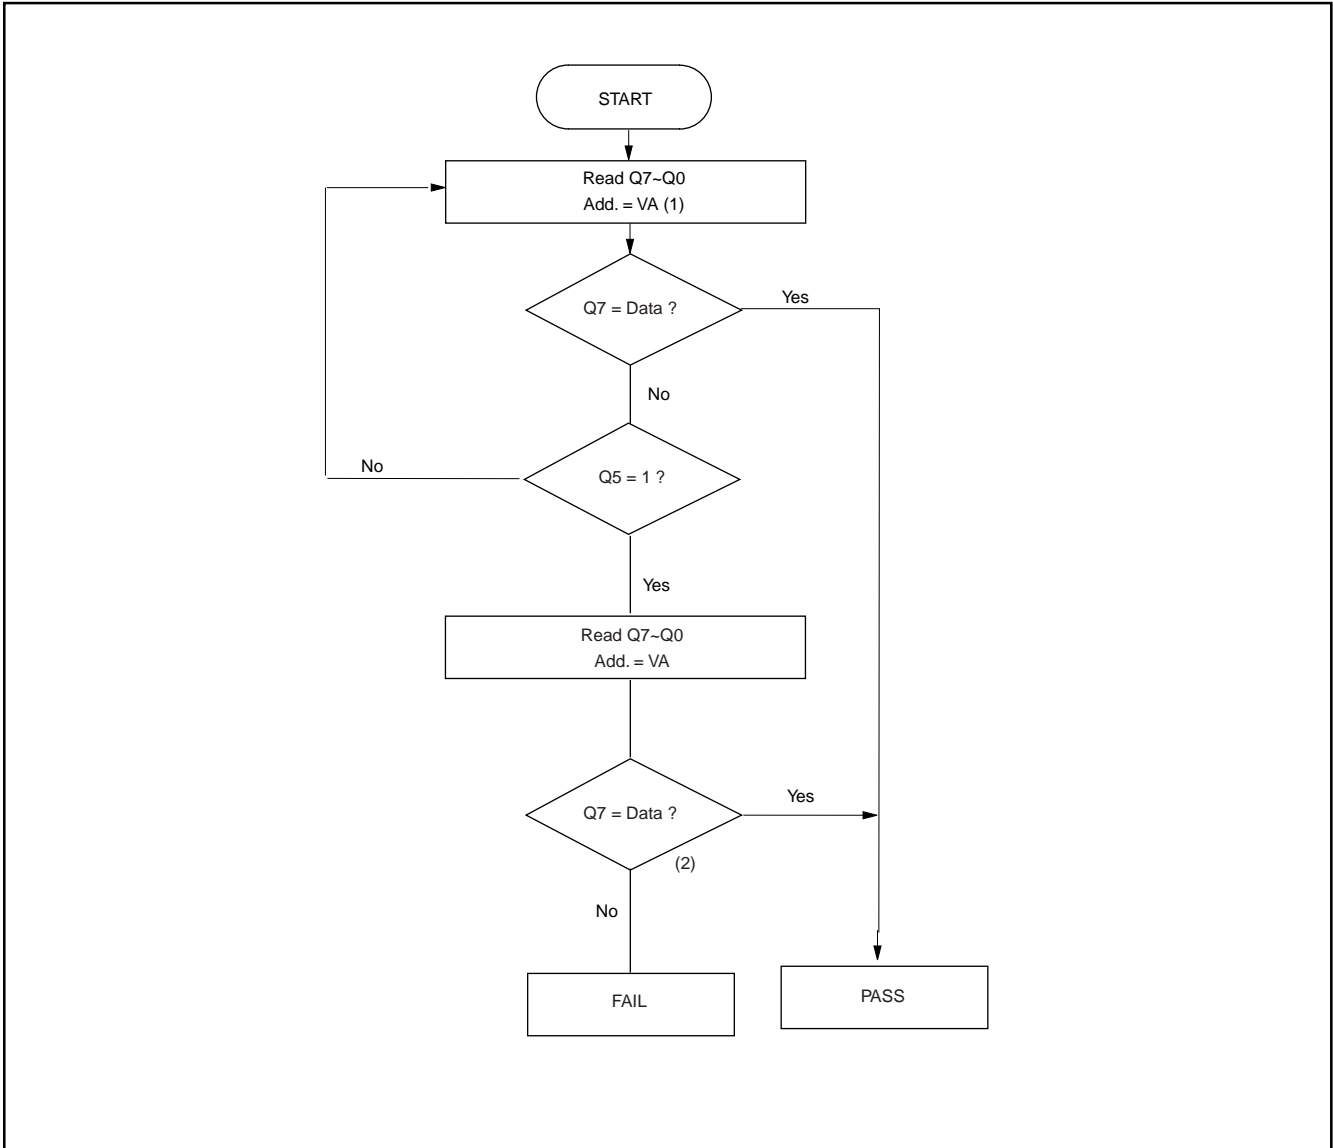 START
Read Q7~Q0
Add. = VA (1)
Q7 = Data ?
Yes
No
No
Q5 = 1 ?
Yes
Read Q7~Q0
Add. = VA
Q7 = Data ?
Yes
(2)
No
FAIL
PASS